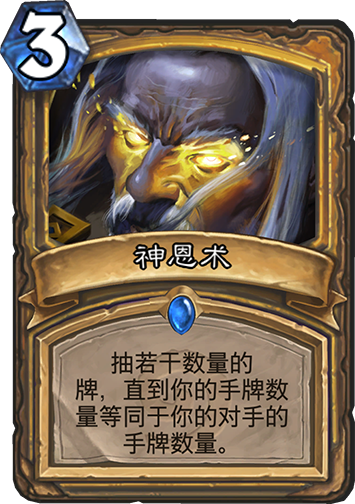 3
神恩术
抽若干数量的
牌，直到你的手牌数
量等同于你的对手的
手牌数量。